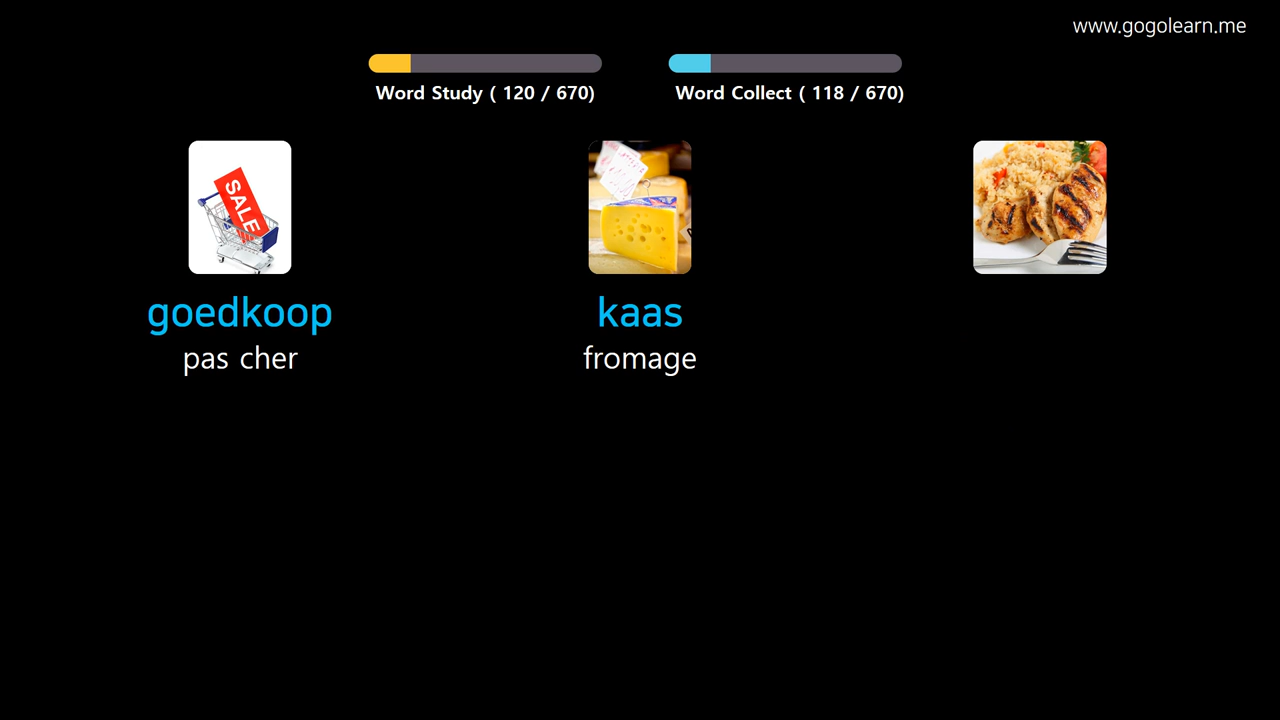 www.gogolearn.me
Word Study ( 120 / 670)
Word Collect ( 118 / 670)
SALE
goedkoop
kaas
pas cher
fromage